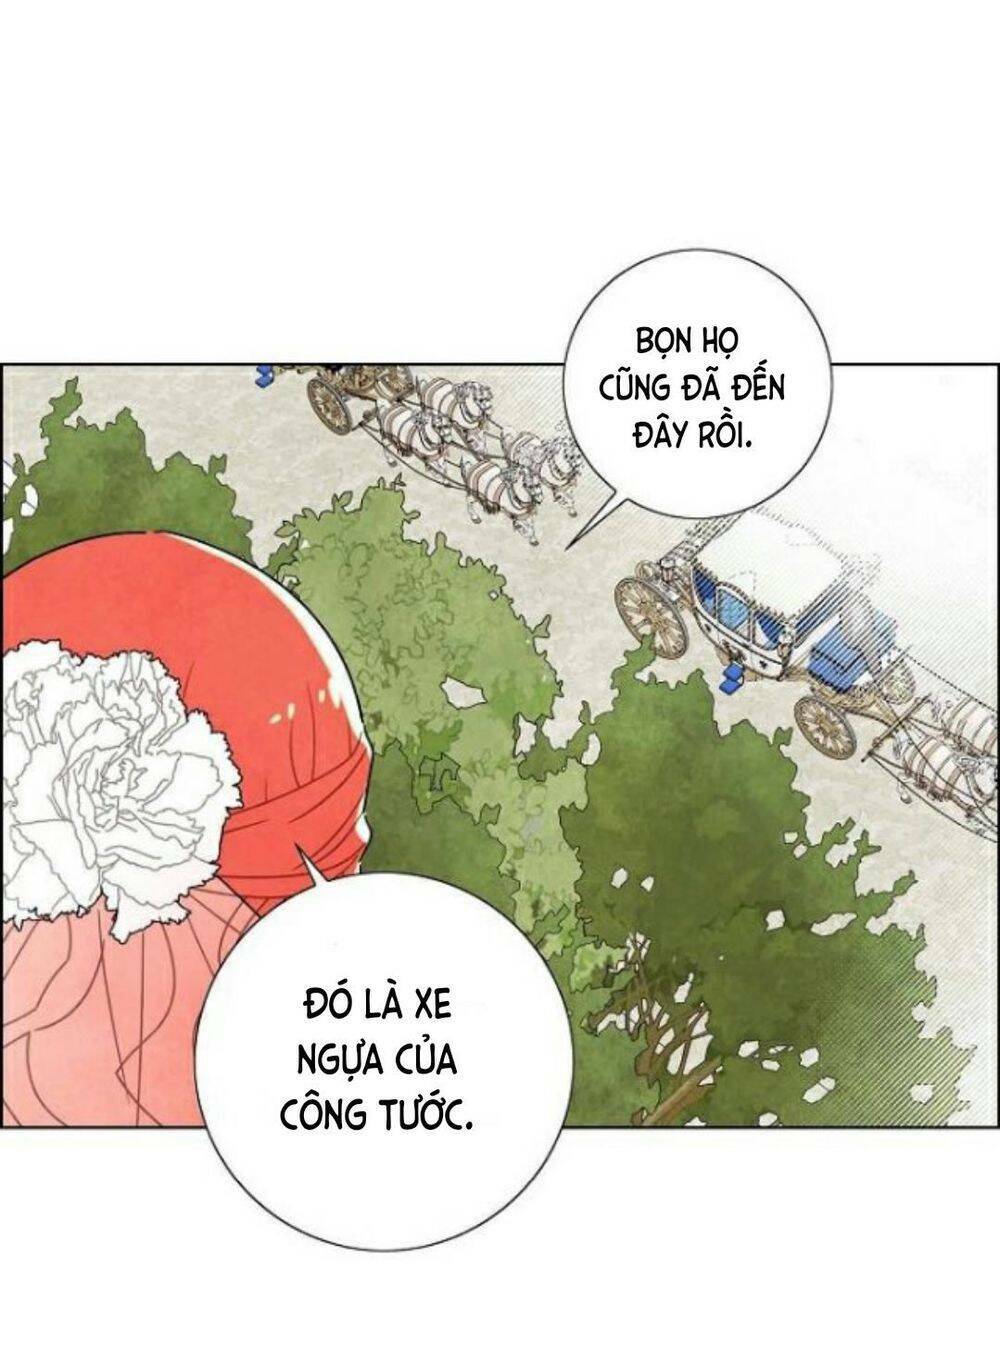 BỌN HỌ
CŨNG ĐÃ ĐẾN
ĐÂY RỒI.
ĐÓ LÀ XE
NGỰA CỦA
CÔNG TƯỚC.